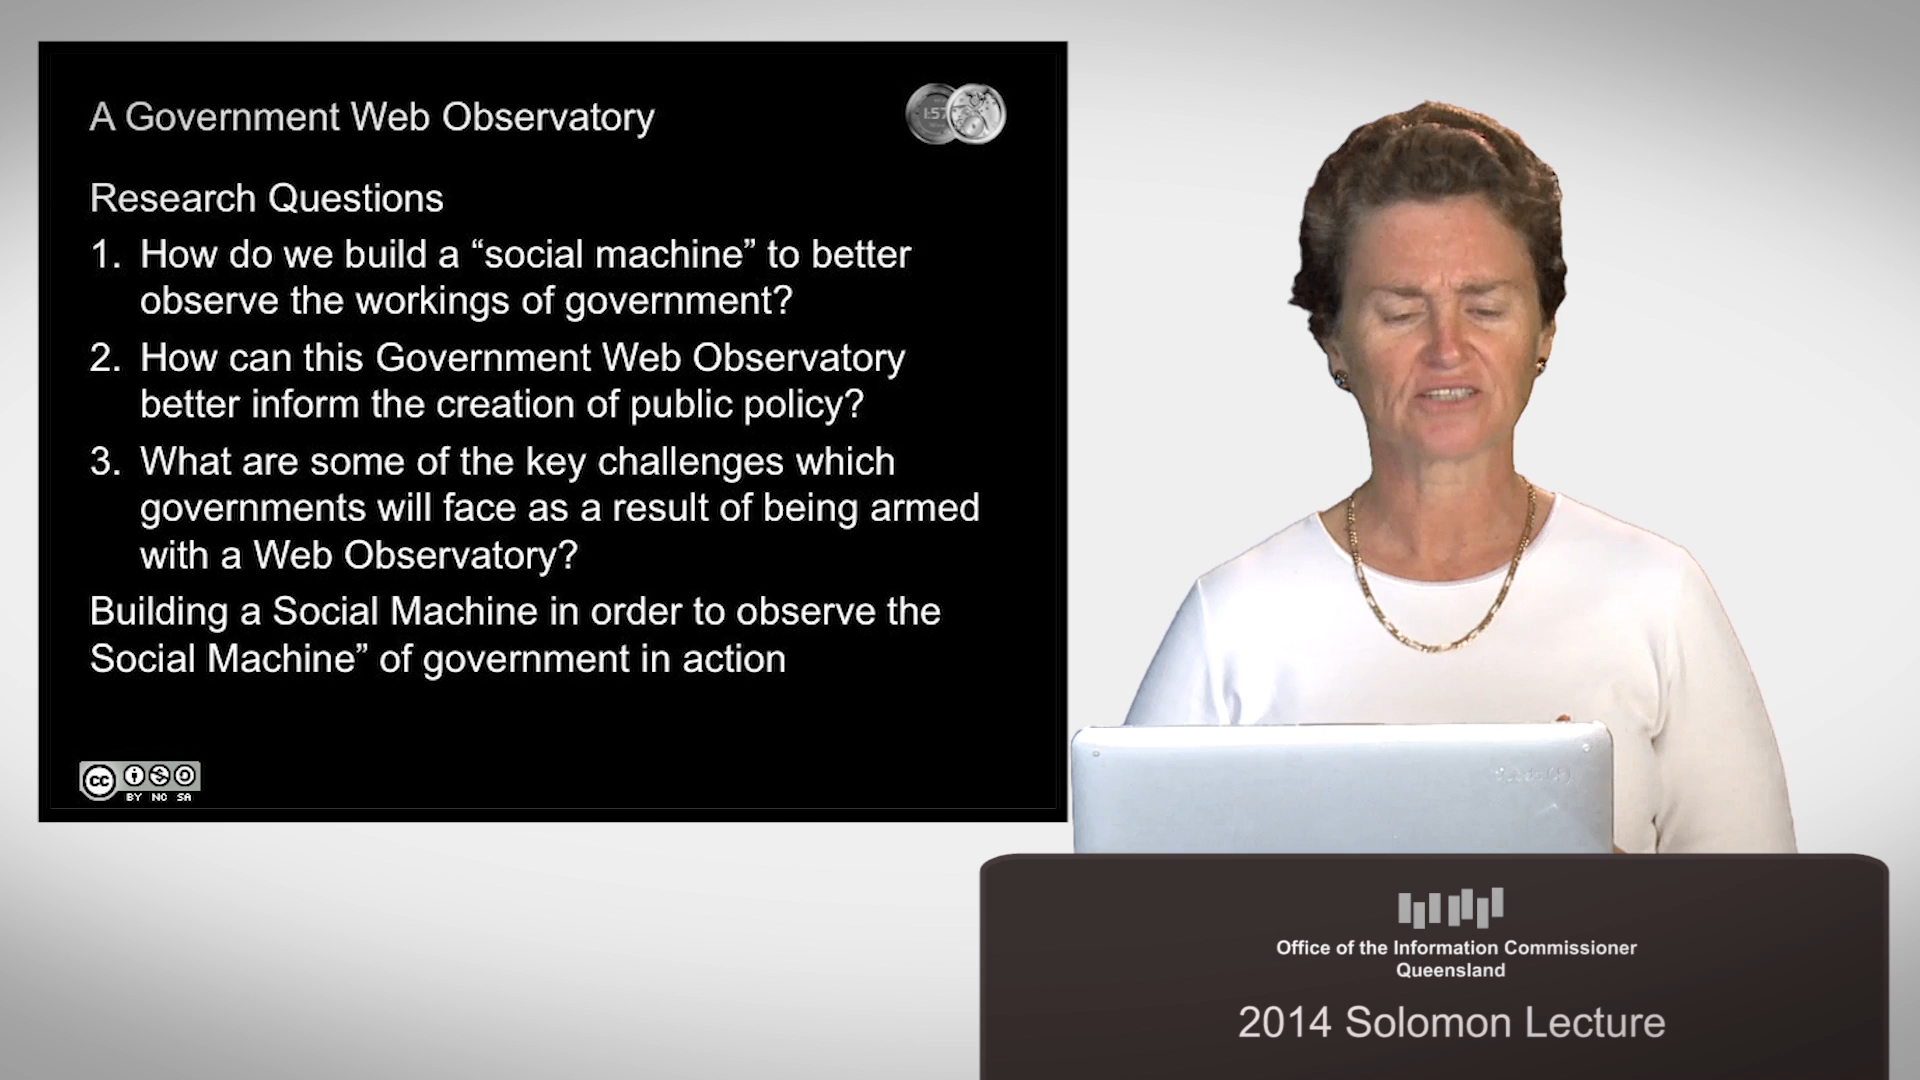 A Government Web Observatory
1:57
Research Questions
1. How do we build a “social machine” to better
observe the workings of government?
2. How can this Government Web Observatory
better inform the creation of public policy?
3. What are some of the key challenges which
governments will face as a result of being armed
with a Web Observatory?
Building a Social Machine in order to observe the
Social Machine” of government in action
cc
BY NC SA
Office of the Information Commissioner
Queensland
2014 Solomon Lecture